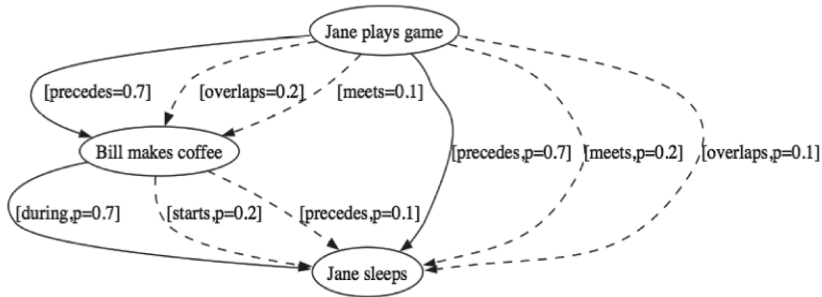 Jane plays game
[precedes=0.7] [overlaps=0.2] [meets=0.1]
Bill makes coffee
[precedes,p=0.7] [meets,p=0.2] [overlaps,p=0.1]
[during,p=0.7] [starts,p=0.2] [precedes,p=0.1]
Jane sleeps